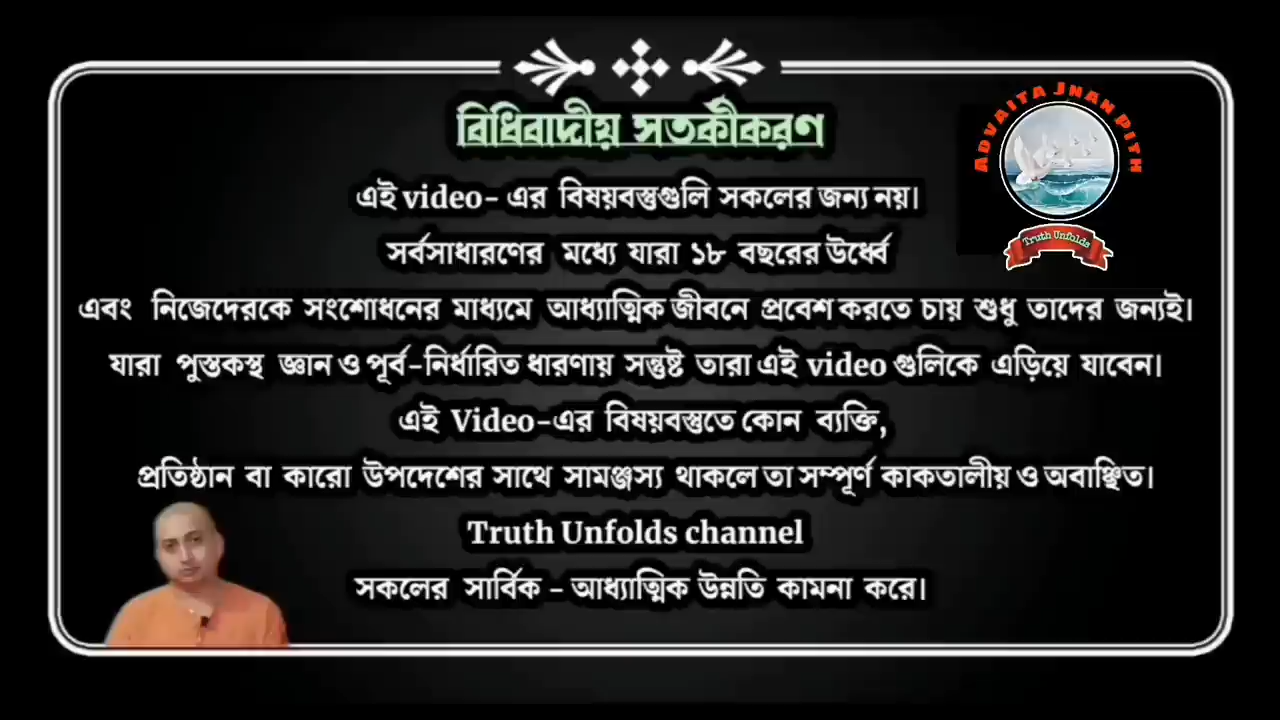 বিধিবাদীয় সতর্কীকরণ
ADVAITA JNAN PITH
Truth Unfolds
এই video- এর বিষয়বস্তুগুলি সকলের জন্য নয়।
সর্বসাধারণের মধ্যে যারা ১৮ বছরের উর্ধ্বে
এবং নিজেদেরকে সংশোধনের মাধ্যমে আধ্যাত্মিক জীবনে প্রবেশ করতে চায় শুধু তাদের জন্যই।
যারা পুস্তকস্থ জ্ঞান ও পূর্ব-নির্ধারিত ধারণায় সন্তুষ্ট তারা এই video গুলিকে এড়িয়ে যাবেন।
এই Video-এর বিষয়বস্তুতে কোন ব্যক্তি,
প্রতিষ্ঠান বা কারো উপদেশের সাথে সামঞ্জস্য থাকলে তা সম্পূর্ণ কাকতালীয় ও অবাঞ্ছিত।
Truth Unfolds channel
সকলের সার্বিক - আধ্যাত্মিক উন্নতি কামনা করে।